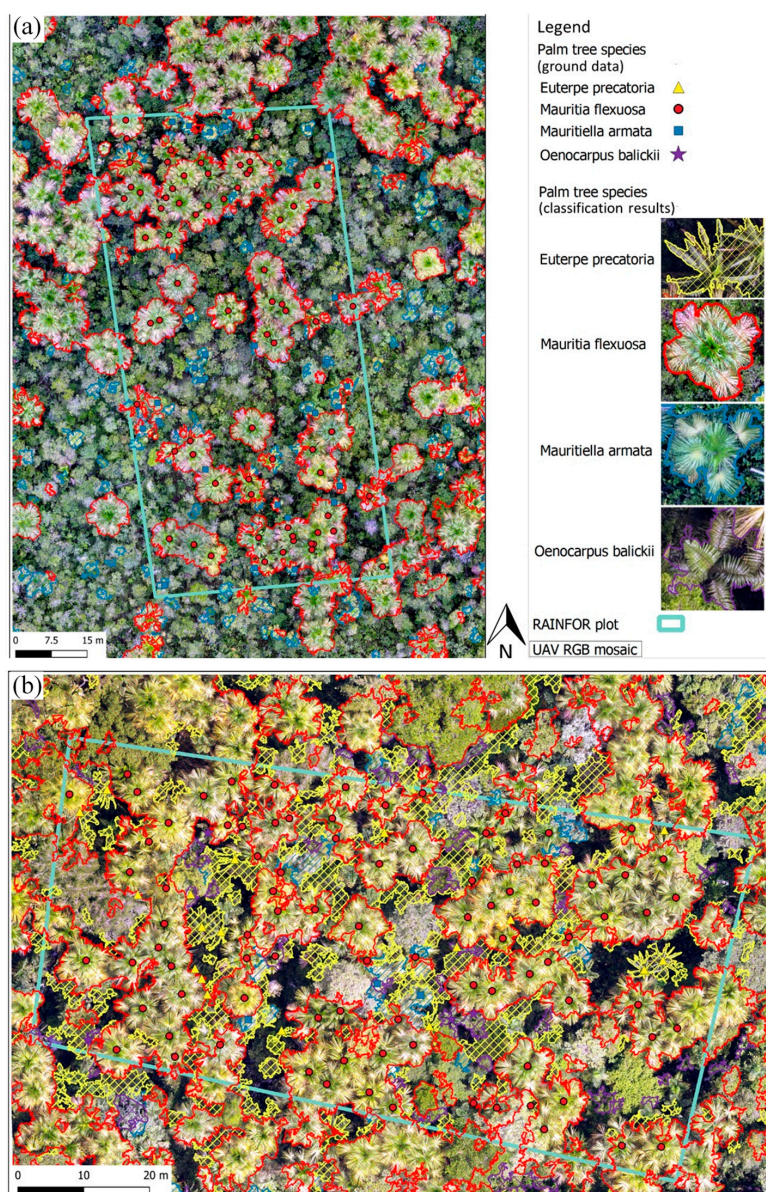 (a)
Legend
Palm tree species
(ground data)
Euterpe precatoria
Mauritia flexuosa
Mauritiella armata
Oenocarpus balickii
Palm tree species
(classification results)
Euterpe precatoria
Mauritia flexuosa
Mauritiella armata
Oenocarpus balickii
RAINFOR plot
UAV RGB mosaic
0 7.5 15 m
N
(b)
0 10 20 m